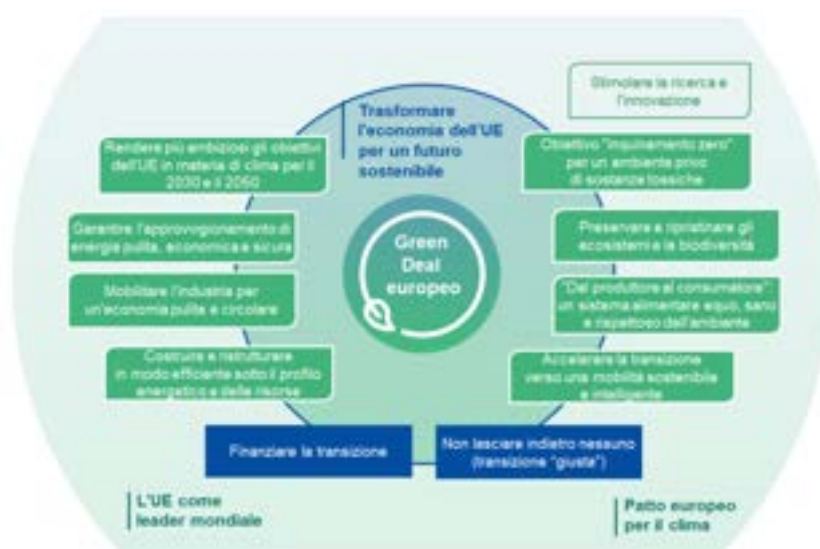 Stimolare la ricerca e
l'innovazione
Trasformare
l'economia dell'UE
per un futuro
sostenibile
Rendere più ambiziosi gli obiettivi
dell'UE in materia di clima per il
2030 e il 2050
Obiettivo "inquinamento zero"
per un ambiente privo
di sostanze tossiche
Garantire l'approvvigionamento di
energia pulita, economica e sicura
Preservare e ripristinare gli
ecosistemi e la biodiversità
Green
Deal
europeo
Mobilitare l'industria per
un'economia pulita e circolare
"Dal produttore al consumatore":
un sistema alimentare equo, sano
e rispettoso dell'ambiente
Costruire e ristrutturare
in modo efficiente sotto il profilo
energetico e delle risorse
Accelerare la transizione
verso una mobilità sostenibile
e intelligente
Finanziare la transizione
Non lasciare indietro nessuno
(transizione "giusta")
L'UE come
leader mondiale
Patto europeo
per il clima